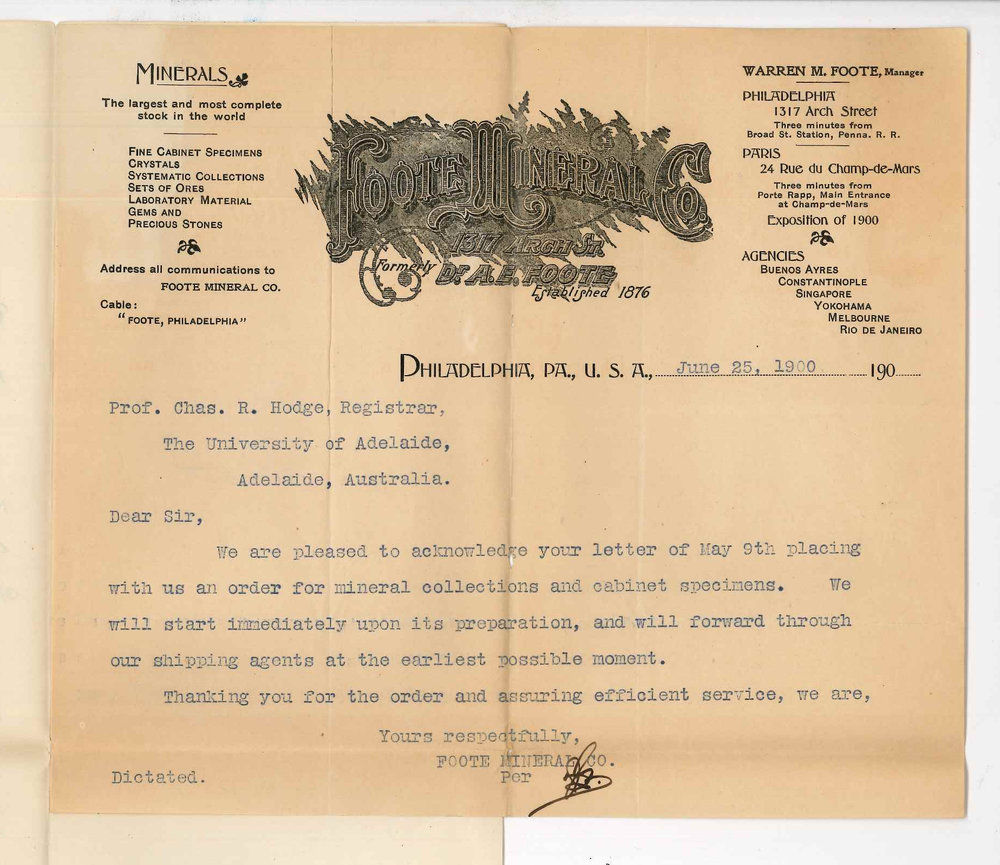 MINERALS
The largest and most complete
stock in the world
FINE CABINET SPECIMENS
CRYSTALS
SYSTEMATIC COLLECTIONS
SETS OF ORES
LABORATORY MATERIAL
GEMS AND
PRECIOUS STONES
Address all communications to
FOOTE MINERAL CO.
Cable:
"FOOTE, PHILADELPHIA"
FOOTE MINERAL CO.
1317 ARCH ST.
Formerly
DR. A.E. FOOTE
Established 1876
WARREN M. FOOTE, Manager
PHILADELPHIA
1317 Arch Street
Three minutes from
Broad St. Station, Penna. R. R.
PARIS
24 Rue du Champ-de-Mars
Three minutes from
Porte Rapp, Main Entrance
at Champ-de-Mars
Exposition of 1900
AGENCIES
BUENOS AYRES
CONSTANTINOPLE
SINGAPORE
YOKOHAMA
MELBOURNE
RIO DE JANEIRO
PHILADELPHIA, PA., U. S. A., June 25, 1900 190
Prof. Chas. R. Hodge, Registrar,
The University of Adelaide,
Adelaide, Australia.
Dear Sir,
We are pleased to acknowledge your letter of May 9th placing
with us an order for mineral collections and cabinet specimens. We
will start immediately upon its preparation, and will forward through
our shipping agents at the earliest possible moment.
Thanking you for the order and assuring efficient service, we are,
Yours respectfully,
FOOTE MINERAL CO.
Dictated. Per